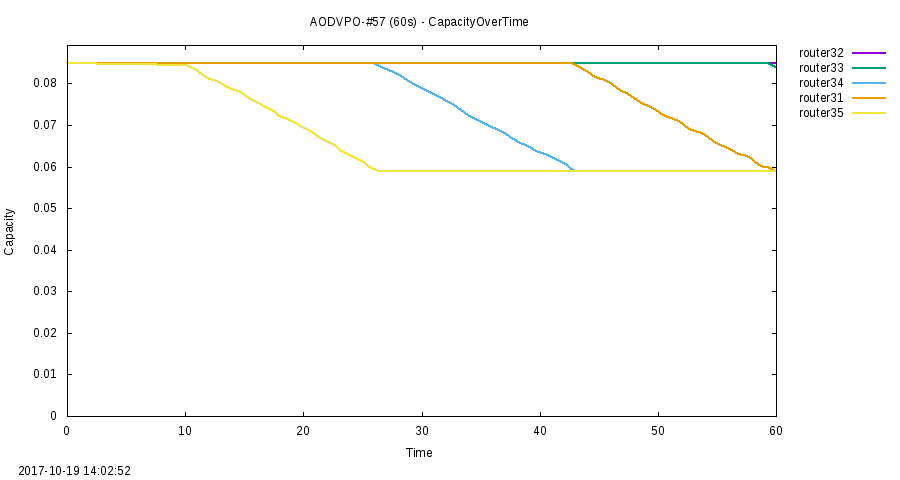 AODVPO-#57 (60s) - CapacityOverTime
router32
router33
router34
router31
router35
0.08
0.07
0.06
0.05
0.04
0.03
0.02
0.01
0
Capacity
0 10 20 30 40 50 60
Time
2017-10-19 14:02:52